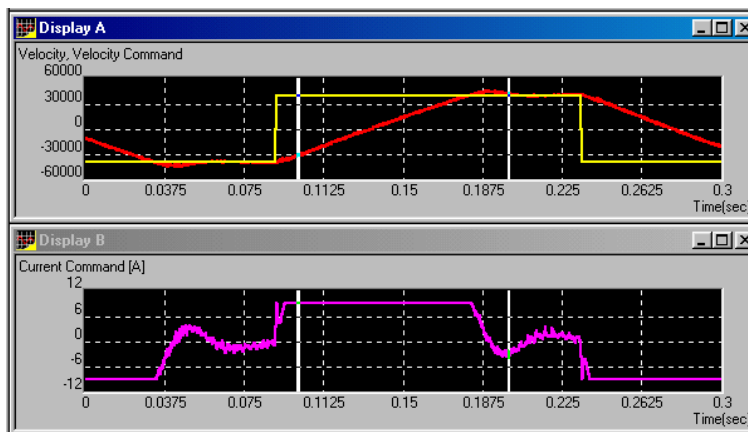 Display A
Velocity, Velocity Command
60000
30000
0
-30000
-60000
0 0.0375 0.075 0.1125 0.15 0.1875 0.225 0.2625 0.3
Time(sec)
Display B
Current Command [A]
12
6
0
-6
-12
0 0.0375 0.075 0.1125 0.15 0.1875 0.225 0.2625 0.3
Time(sec)